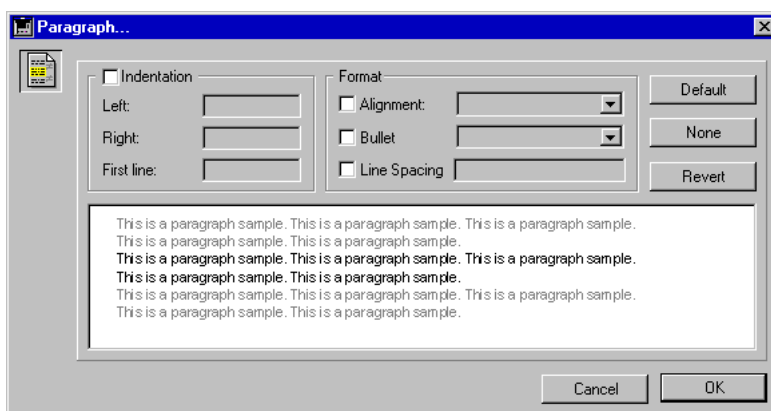 Paragraph...
Indentation
Left:
Right:
First line:
Format
Alignment:
Bullet
Line Spacing
Default
None
Revert
This is a paragraph sample. This is a paragraph sample. This is a paragraph sample.
This is a paragraph sample. This is a paragraph sample.
This is a paragraph sample. This is a paragraph sample. This is a paragraph sample.
This is a paragraph sample. This is a paragraph sample.
This is a paragraph sample. This is a paragraph sample. This is a paragraph sample.
This is a paragraph sample. This is a paragraph sample.
Cancel
OK